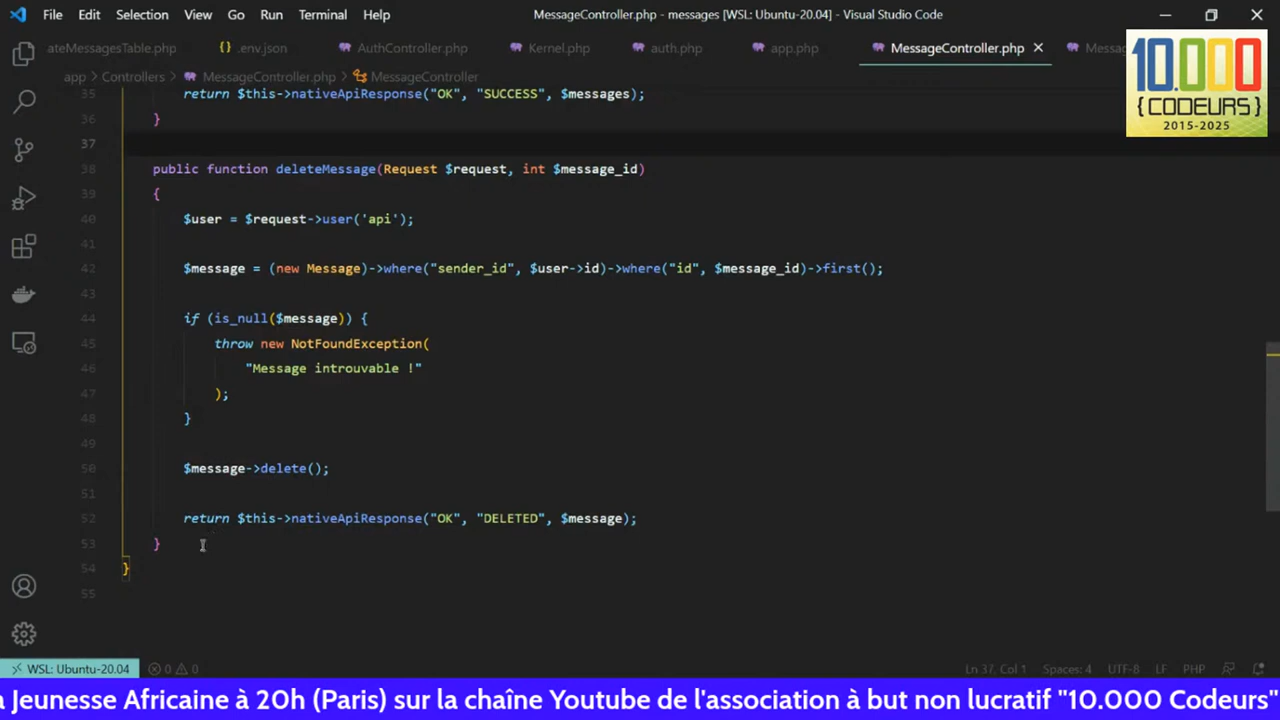 File Edit Selection View Go Run Terminal Help MessageController.php - messages [WSL: Ubuntu-20.04] - Visual Studio Code
ateMessagesTable.php .env.json AuthController.php Kernel.php auth.php app.php MessageController.php Messa
10.000
{CODEURS}
2015-2025
app > Controllers > MessageController.php > MessageController
35 return $this->nativeApiResponse("OK", "SUCCESS", $messages);
36 }
37
38 public function deleteMessage(Request $request, int $message_id)
39 {
40 $user = $request->user('api');
41
42 $message = (new Message)->where("sender_id", $user->id)->where("id", $message_id)->first();
43
44 if (is_null($message)) {
45 throw new NotFoundException(
46 "Message introuvable !"
47 );
48 }
49
50 $message->delete();
51
52 return $this->nativeApiResponse("OK", "DELETED", $message);
53 }
54 }
55
WSL: Ubuntu-20.04 0 0 Ln 37, Col 1 Spaces: 4 UTF-8 LF PHP
a Jeunesse Africaine à 20h (Paris) sur la chaîne Youtube de l'association à but non lucratif "10.000 Codeurs"